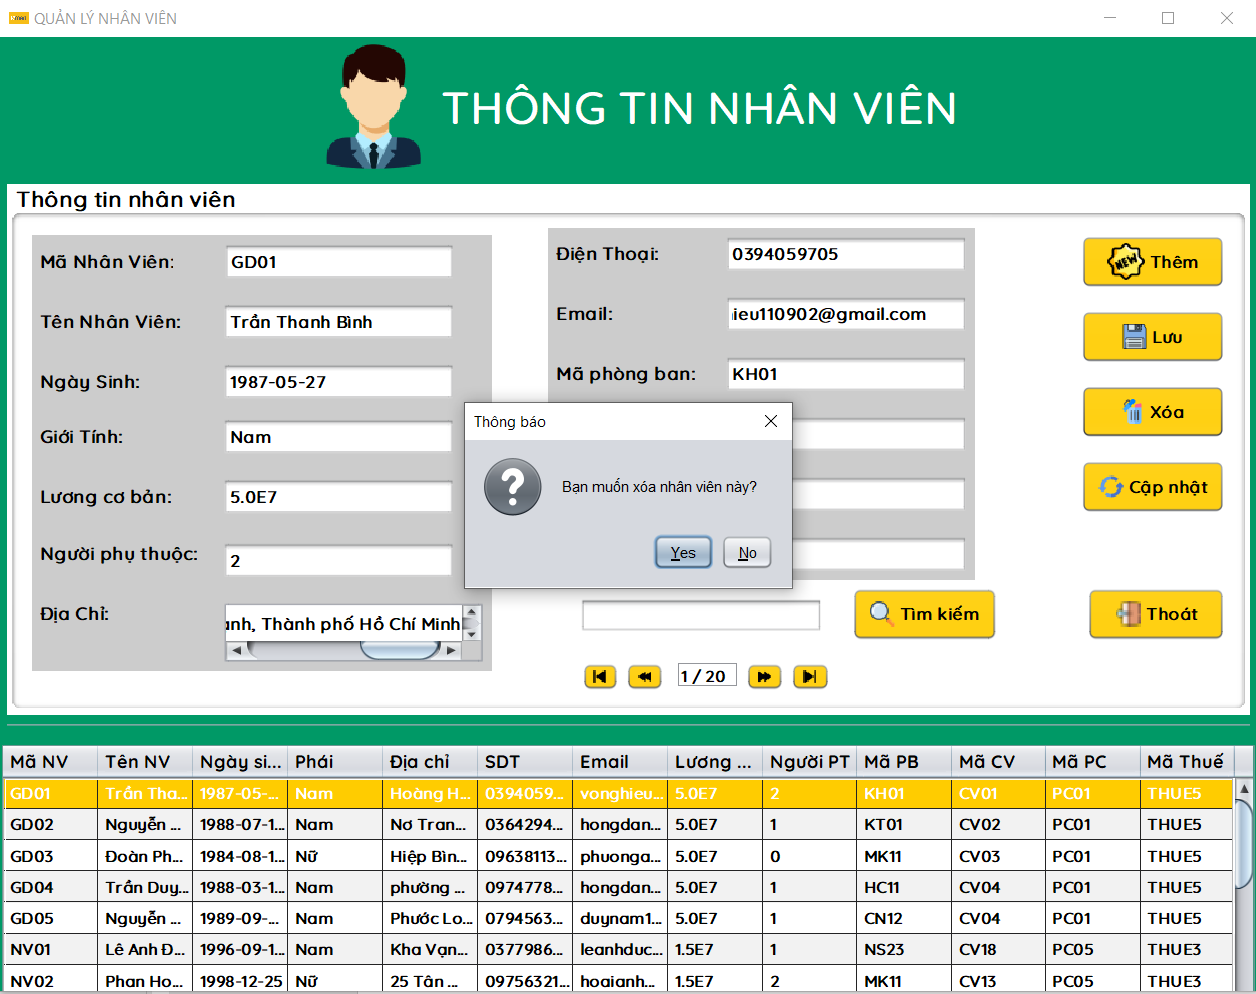 QUẢN LÝ NHÂN VIÊN
THÔNG TIN NHÂN VIÊN
Thông tin nhân viên
Mã Nhân Viên: GD01
Tên Nhân Viên: Trần Thanh Bình
Ngày Sinh: 1987-05-27
Giới Tính: Nam
Lương cơ bản: 5.0E7
Người phụ thuộc: 2
Địa Chỉ: anh, Thành phố Hồ Chí Minh
Điện Thoại: 0394059705
Email: ieu110902@gmail.com
Mã phòng ban: KH01
Thông báo
Bạn muốn xóa nhân viên này?
Yes No
NEW Thêm
Lưu
Xóa
Cập nhật
Tìm kiếm
Thoát
1 / 20
Mã NV Tên NV Ngày si... Phái Địa chỉ SDT Email Lương ... Người PT Mã PB Mã CV Mã PC Mã Thuế
GD01 Trần Tha... 1987-05-... Nam Hoàng H... 0394059... vonghieu... 5.0E7 2 KH01 CV01 PC01 THUE5
GD02 Nguyễn ... 1988-07-1... Nam Nơ Tran... 0364294... hongdan... 5.0E7 1 KT01 CV02 PC01 THUE5
GD03 Đoàn Ph... 1984-08-1... Nữ Hiệp Bìn... 09638113... phuonga... 5.0E7 0 MK11 CV03 PC01 THUE5
GD04 Trần Duy... 1988-03-1... Nam phường ... 0974778... hongdan... 5.0E7 1 HC11 CV04 PC01 THUE5
GD05 Nguyễn ... 1989-09-... Nam Phước Lo... 0794563... duynam1... 5.0E7 1 CN12 CV04 PC01 THUE5
NV01 Lê Anh Đ... 1996-09-1... Nam Kha Vạn... 0377986... leanhduc... 1.5E7 1 NS23 CV18 PC05 THUE3
NV02 Phan Ho... 1998-12-25 Nữ 25 Tân ... 09756321... hoaianh... 1.5E7 2 MK11 CV13 PC05 THUE3